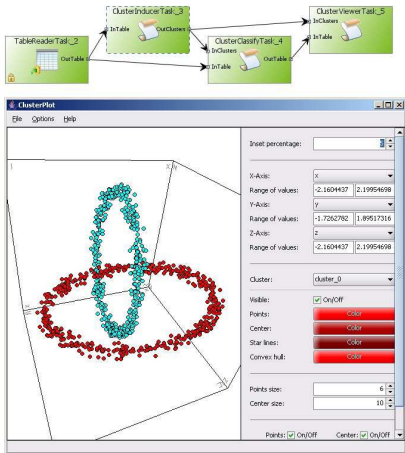 ClusterInducerTask_3
ClusterViewerTask_5
InTable
OutClusters
InClusters
TableReaderTask_2
ClusterClassifyTask_4
InTable
OutTable
InClusters
OutTable
InTable
ClusterPlot
File Options Help
Inset percentage:
X-Axis: x
Range of values: -2.1604437 2.19954698
Y-Axis: y
Range of values: -1.7262782 1.89517316
Z-Axis: z
Range of values: -2.1604437 2.19954698
Cluster: cluster_0
Visible: On/Off
Points: Color
Center: Color
Star lines: Color
Convex hull: Color
Points size: 6
Center size: 10
Points: On/Off Center: On/Off